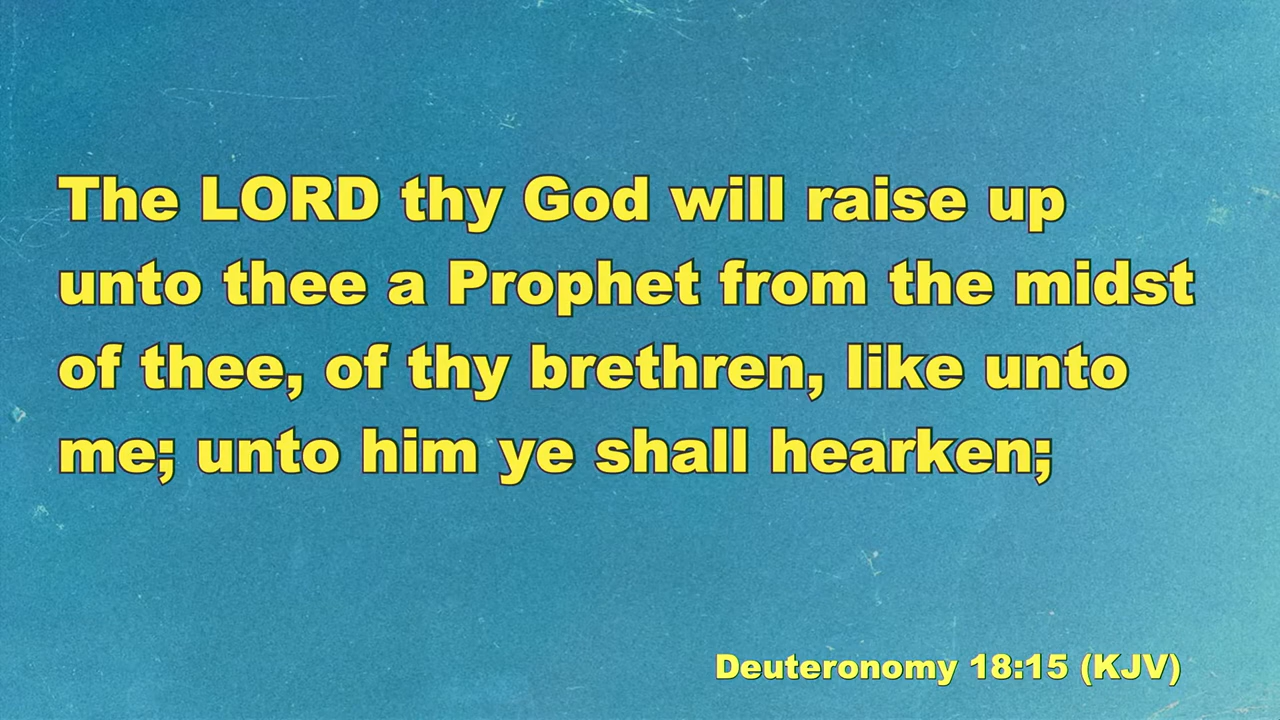 The LORD thy God will raise up
unto thee a Prophet from the midst
of thee, of thy brethren, like unto
me; unto him ye shall hearken;
Deuteronomy 18:15 (KJV)